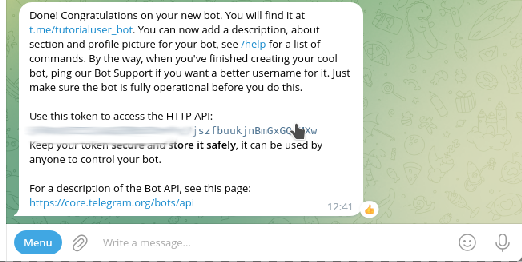 Done! Congratulations on your new bot. You will find it at
t.me/tutorialuser_bot. You can now add a description, about
section and profile picture for your bot, see /help for a list of
commands. By the way, when you've finished creating your cool
bot, ping our Bot Support if you want a better username for it. Just
make sure the bot is fully operational before you do this.
Use this token to access the HTTP API:
Keep your token secure and store it safely, it can be used by
anyone to control your bot.
For a description of the Bot API, see this page:
https://core.telegram.org/bots/api
12:41
Menu
Write a message...